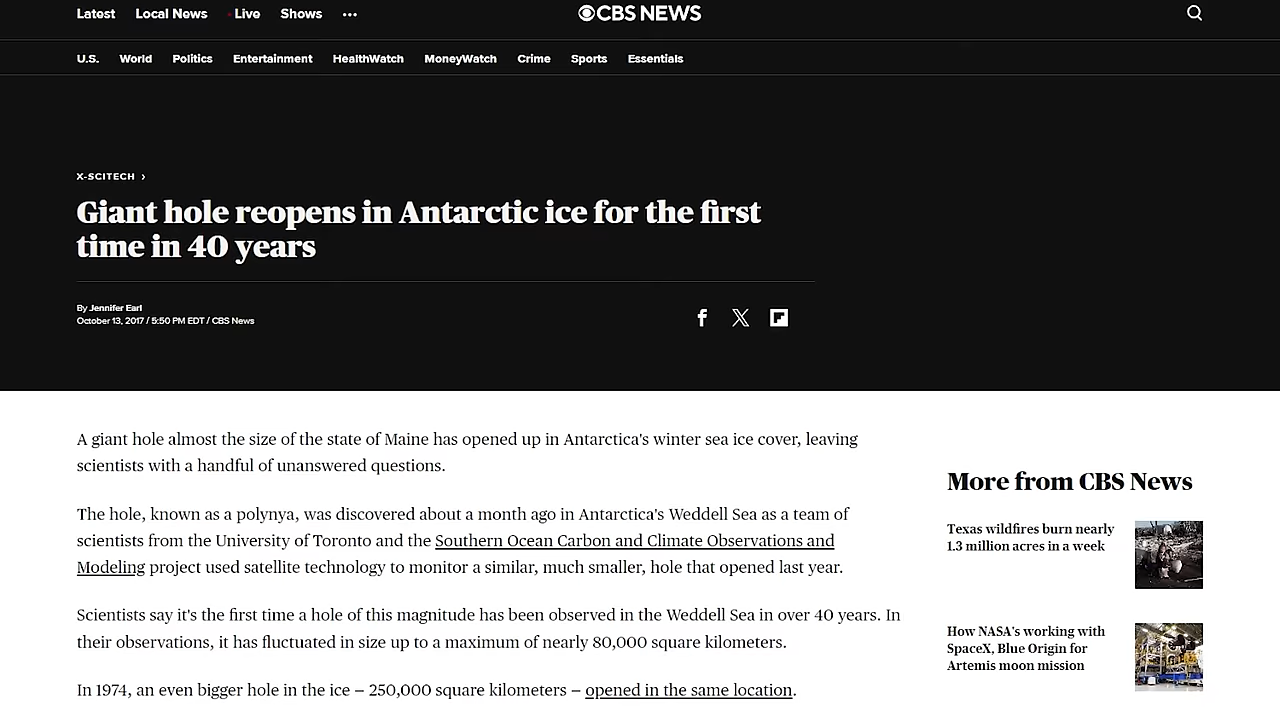 Latest Local News Live Shows
CBS NEWS
U.S. World Politics Entertainment HealthWatch MoneyWatch Crime Sports Essentials
X-SCITECH ›
Giant hole reopens in Antarctic ice for the first
time in 40 years
By Jennifer Earl
October 13, 2017 / 5:50 PM EDT / CBS News
A giant hole almost the size of the state of Maine has opened up in Antarctica's winter sea ice cover, leaving
scientists with a handful of unanswered questions.
The hole, known as a polynya, was discovered about a month ago in Antarctica's Weddell Sea as a team of
scientists from the University of Toronto and the Southern Ocean Carbon and Climate Observations and
Modeling project used satellite technology to monitor a similar, much smaller, hole that opened last year.
Scientists say it's the first time a hole of this magnitude has been observed in the Weddell Sea in over 40 years. In
their observations, it has fluctuated in size up to a maximum of nearly 80,000 square kilometers.
In 1974, an even bigger hole in the ice – 250,000 square kilometers – opened in the same location.
More from CBS News
Texas wildfires burn nearly
1.3 million acres in a week
How NASA's working with
SpaceX, Blue Origin for
Artemis moon mission